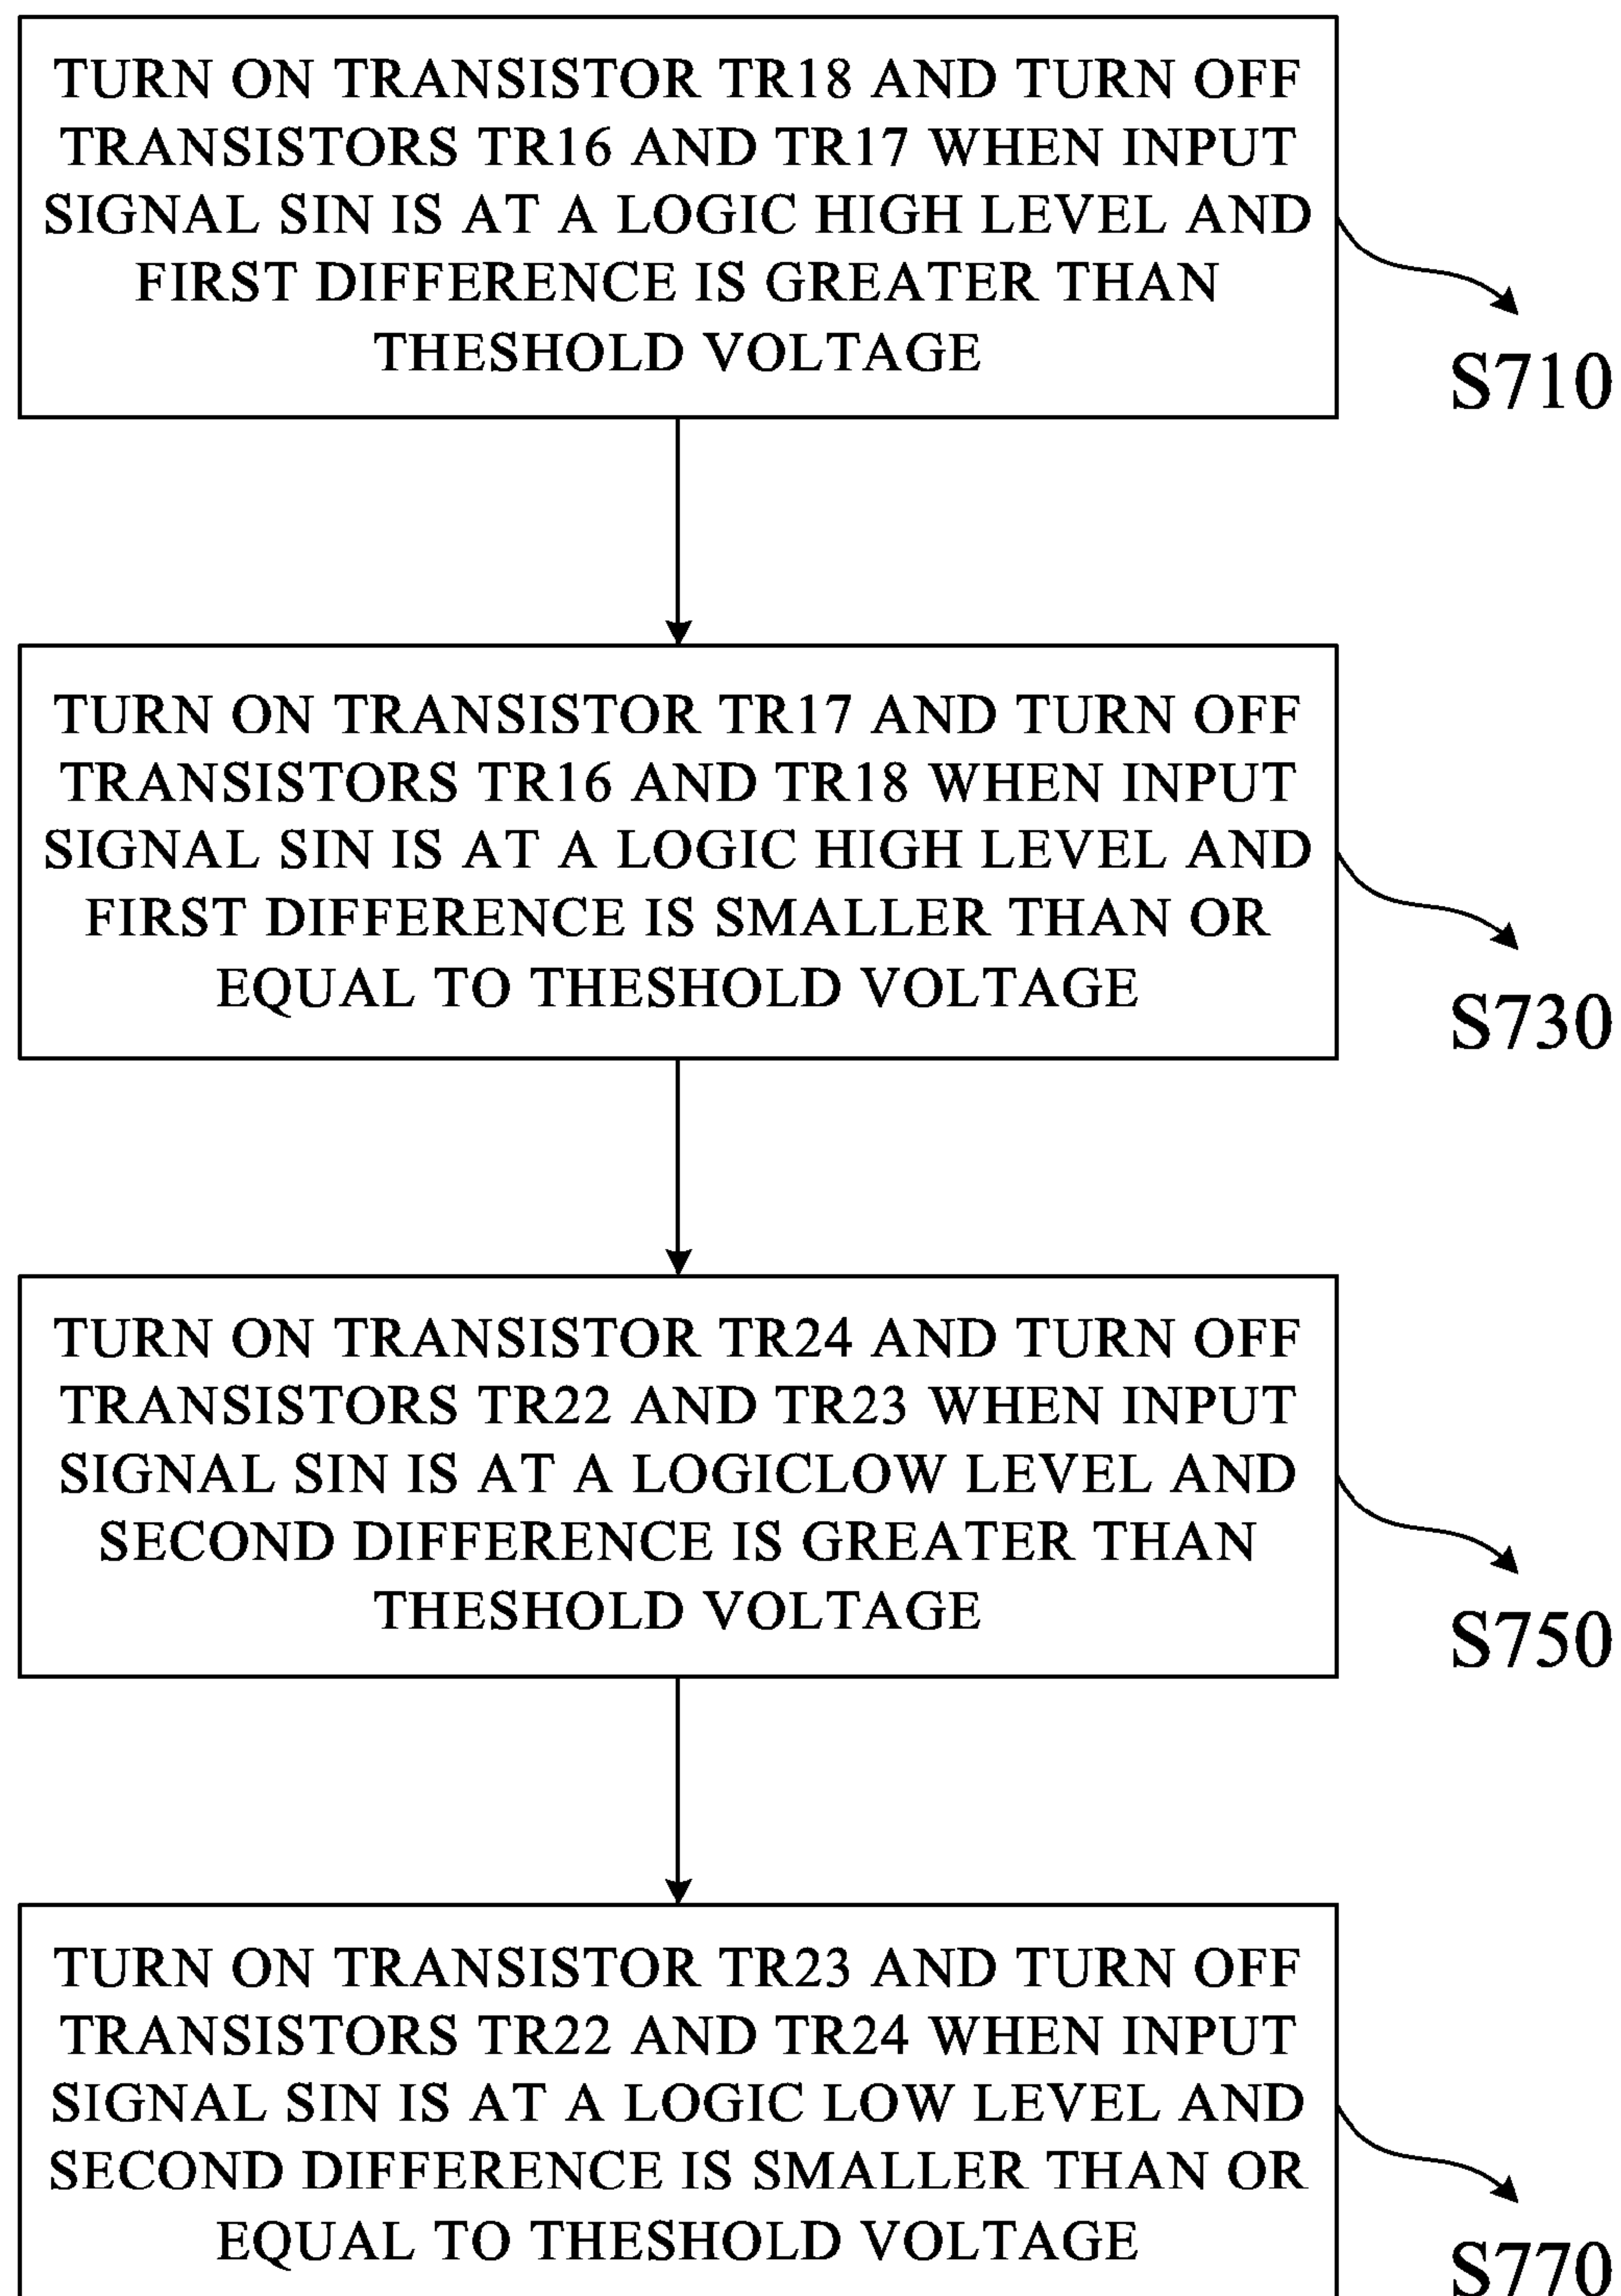 TURN ON TRANSISTOR TR18 AND TURN OFF
TRANSISTORS TR16 AND TR17 WHEN INPUT
SIGNAL SIN IS AT A LOGIC HIGH LEVEL AND
FIRST DIFFERENCE IS GREATER THAN
THESHOLD VOLTAGE
S710
TURN ON TRANSISTOR TR17 AND TURN OFF
TRANSISTORS TR16 AND TR18 WHEN INPUT
SIGNAL SIN IS AT A LOGIC HIGH LEVEL AND
FIRST DIFFERENCE IS SMALLER THAN OR
EQUAL TO THESHOLD VOLTAGE
S730
TURN ON TRANSISTOR TR24 AND TURN OFF
TRANSISTORS TR22 AND TR23 WHEN INPUT
SIGNAL SIN IS AT A LOGICLOW LEVEL AND
SECOND DIFFERENCE IS GREATER THAN
THESHOLD VOLTAGE
S750
TURN ON TRANSISTOR TR23 AND TURN OFF
TRANSISTORS TR22 AND TR24 WHEN INPUT
SIGNAL SIN IS AT A LOGIC LOW LEVEL AND
SECOND DIFFERENCE IS SMALLER THAN OR
EQUAL TO THESHOLD VOLTAGE
S770